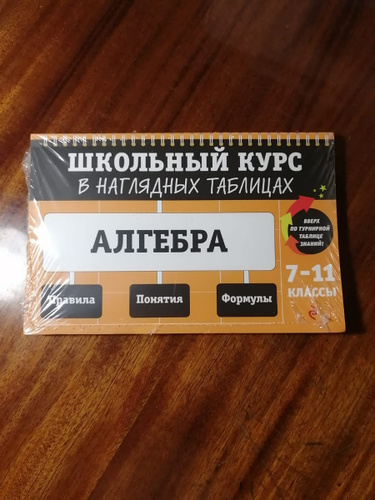 ШКОЛЬНЫЙ КУРС
В НАГЛЯДНЫХ ТАБЛИЦАХ
ВВЕРХ
ПО ТУРНИРНОЙ
ТАБЛИЦЕ
ЗНАНИЙ!
АЛГЕБРА
7-11
КЛАССЫ
Правила
Понятия
Формулы